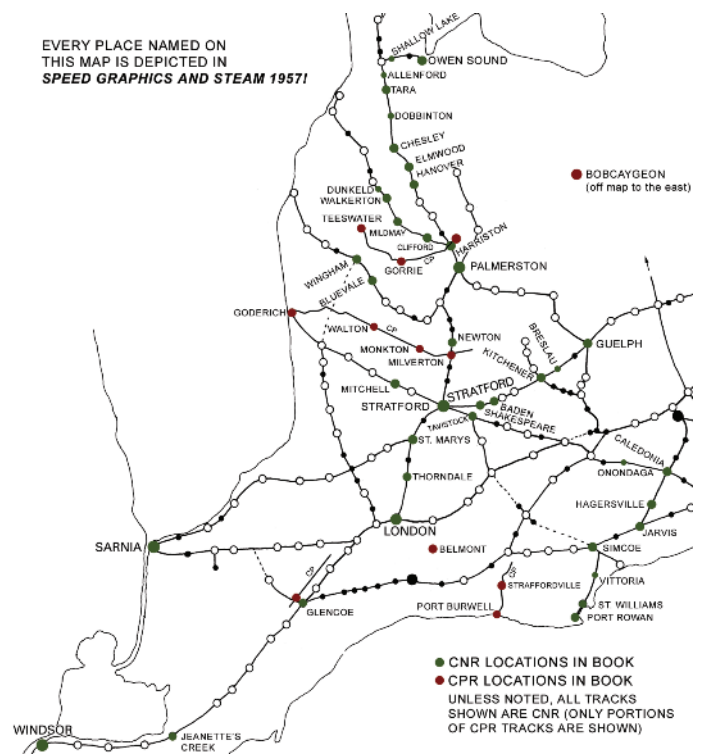 EVERY PLACE NAMED ON
THIS MAP IS DEPICTED IN
SPEED GRAPHICS AND STEAM 1957!
SHALLOW LAKE
OWEN SOUND
ALLENFORD
TARA
DOBBINTON
CHESLEY
ELMWOOD
HANOVER
BOBCAYGEON
(off map to the east)
DUNKELD
WALKERTON
TEESWATER
MILDMAY
CLIFFORD
HARRISTON
CP
GORRIE
PALMERSTON
WINGHAM
BLUEVALE
GODERICH
WALTON
CP
NEWTON
MONKTON
MILVERTON
BRESLAU
GUELPH
KITCHENER
MITCHELL
STRATFORD
STRATFORD
BADEN
SHAKESPEARE
TAVISTOCK
ST. MARYS
CALEDONIA
ONONDAGA
THORNDALE
HAGERSVILLE
LONDON
JARVIS
SARNIA
BELMONT
SIMCOE
CP
CP
STRAFFORDVILLE
VITTORIA
GLENCOE
PORT BURWELL
ST. WILLIAMS
PORT ROWAN
CNR LOCATIONS IN BOOK
CPR LOCATIONS IN BOOK
UNLESS NOTED, ALL TRACKS
SHOWN ARE CNR (ONLY PORTIONS
OF CPR TRACKS ARE SHOWN)
WINDSOR
JEANETTE'S
CREEK